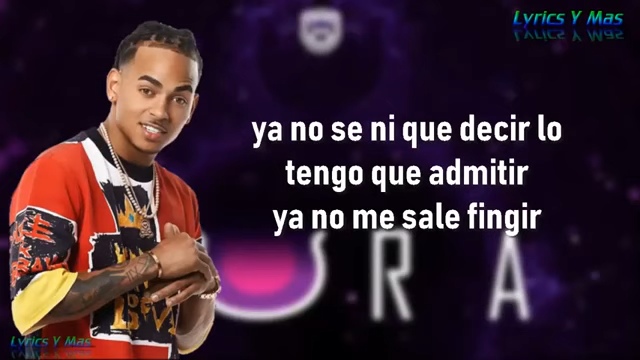 Lyrics Y Mas
ya no se ni que decir lo
tengo que admitir
ya no me sale fingir
R A
Lyrics Y Mas